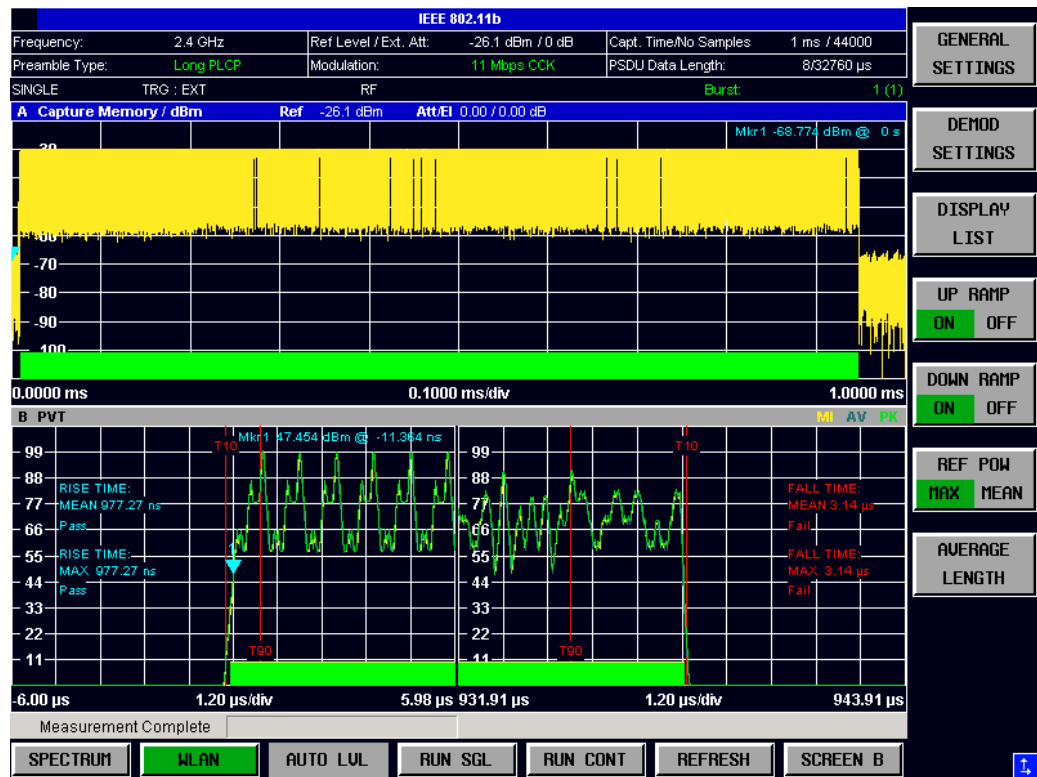 IEEE 802.11b
Frequency: 2.4 GHz Ref Level / Ext. Att: -26.1 dBm / 0 dB Capt. Time/No Samples 1 ms / 44000
Preamble Type: Long PLCP Modulation: 11 Mbps CCK PSDU Data Length: 8/32760 µs
SINGLE TRG : EXT RF Burst: 1 (1)
A Capture Memory / dBm Ref -26.1 dBm Att/El 0.00 / 0.00 dB
Mkr1 -68.774 dBm @ 0 s
-70
-80
-90
0.0000 ms 0.1000 ms/div 1.0000 ms
B PVT MI AV PK
T10 Mkr1 47.454 dBm @ -11.364 ns T10
99 99
88 88
RISE TIME: FALL TIME:
77 MEAN 977.27 ns 77 MEAN 3.14 µs
66 Pass 66 Fail
1
55 RISE TIME: 55 FALL TIME:
MAX 977.27 ns MAX 3.14 µs
44 Pass 44 Fail
33 33
22 22
T90 T90
11 11
-6.00 µs 1.20 µs/div 5.98 µs 931.91 µs 1.20 µs/div 943.91 µs
Measurement Complete
SPECTRUM WLAN AUTO LVL RUN SGL RUN CONT REFRESH SCREEN B
GENERAL
SETTINGS
DEMOD
SETTINGS
DISPLAY
LIST
UP RAMP
ON OFF
DOWN RAMP
ON OFF
REF POW
MAX MEAN
AVERAGE
LENGTH